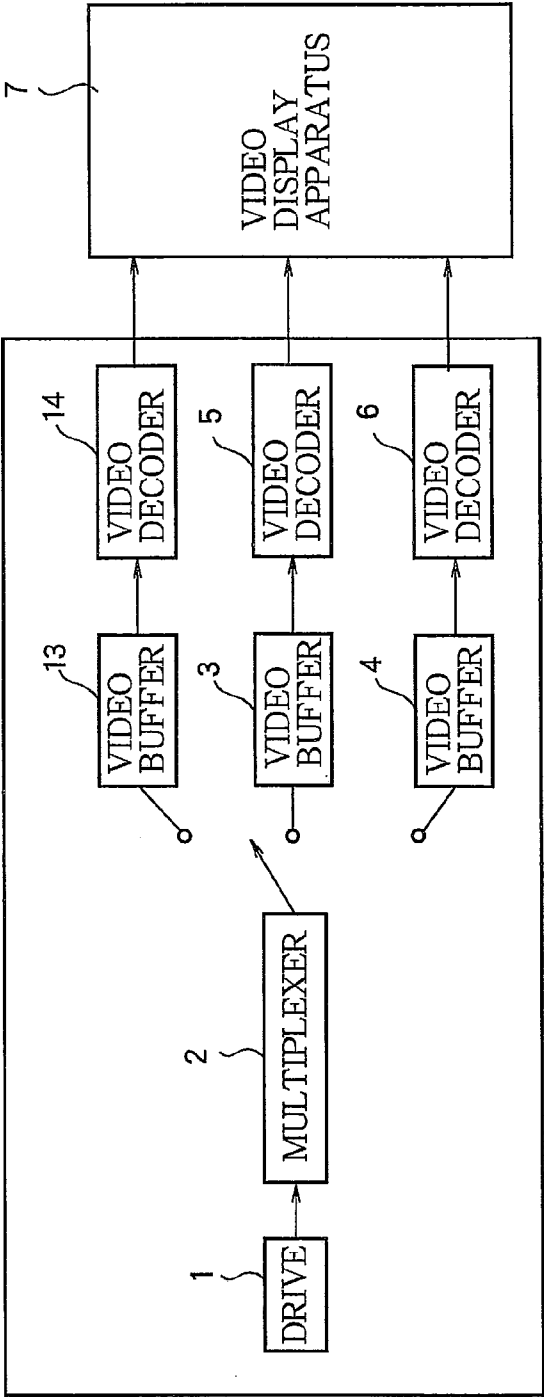 1
DRIVE
2
MULTIPLEXER
13
VIDEO
BUFFER
3
VIDEO
BUFFER
4
VIDEO
BUFFER
14
VIDEO
DECODER
5
VIDEO
DECODER
6
VIDEO
DECODER
7
VIDEO
DISPLAY
APPARATUS